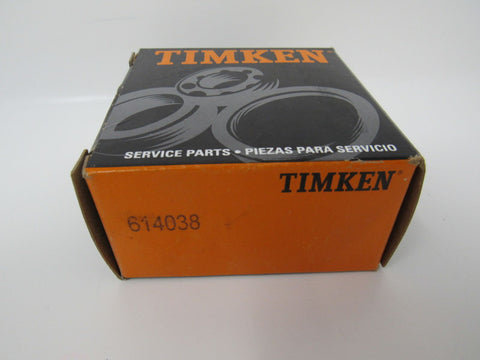 TIMKEN
SERVICE PARTS • PIEZAS PARA SERVICIO
TIMKEN®
614038